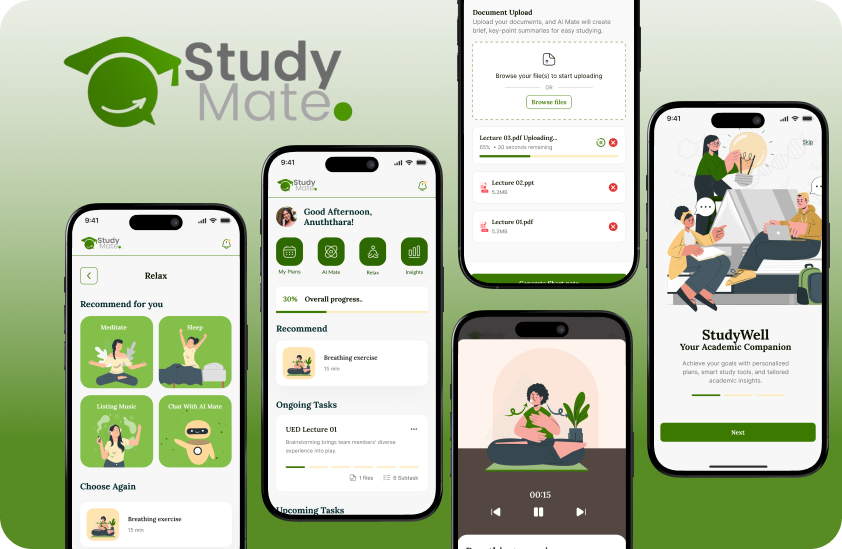 Study
Mate.
9:41
Study
Mate.
Relax
Recommend for you
Meditate
Sleep
Listing Music
Chat With AI Mate
Choose Again
Breathing exercise
15 min
9:41
Study
Mate.
Good Afternoon,
Anuththara!
My Plans
AI Mate
Relax
Insights
30% Overall progress..
Recommend
Breathing exercise
15 min
Ongoing Tasks
UED Lecture 01
Brainstorming brings team members' diverse
experience into play.
1 files
6 Subtask
Upcoming Tasks
Document Upload
Upload your documents, and AI Mate will create
brief, key-point summaries for easy studying.
Browse your file(s) to start uploading
OR
Browse files
Lecture 03.pdf Uploading...
65% • 30 seconds remaining
Lecture 02.ppt
5.3MB
Lecture 01.pdf
5.3MB
00:15
9:41
Skip
StudyWell
Your Academic Companion
Achieve your goals with personalized
plans, smart study tools, and tailored
academic insights.
Next